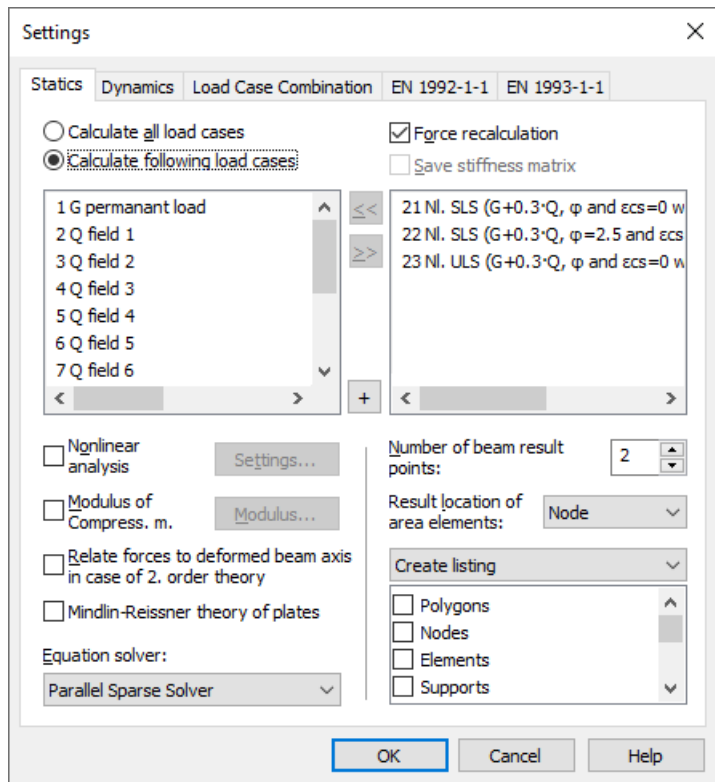 Settings
Statics Dynamics Load Case Combination EN 1992-1-1 EN 1993-1-1
Calculate all load cases
Calculate following load cases
Force recalculation
Save stiffness matrix
1 G permanant load
2 Q field 1
3 Q field 2
4 Q field 3
5 Q field 4
6 Q field 5
7 Q field 6
<<
>>
+
21 Nl. SLS (G+0.3·Q, φ and εcs=0 w
22 Nl. SLS (G+0.3·Q, φ=2.5 and εcs
23 Nl. ULS (G+0.3·Q, φ and εcs=0 w
Nonlinear
analysis
Settings...
Modulus of
Compress. m.
Modulus...
Relate forces to deformed beam axis
in case of 2. order theory
Mindlin-Reissner theory of plates
Equation solver:
Parallel Sparse Solver
Number of beam result
points:
2
Result location of
area elements:
Node
Create listing
Polygons
Nodes
Elements
Supports
OK Cancel Help